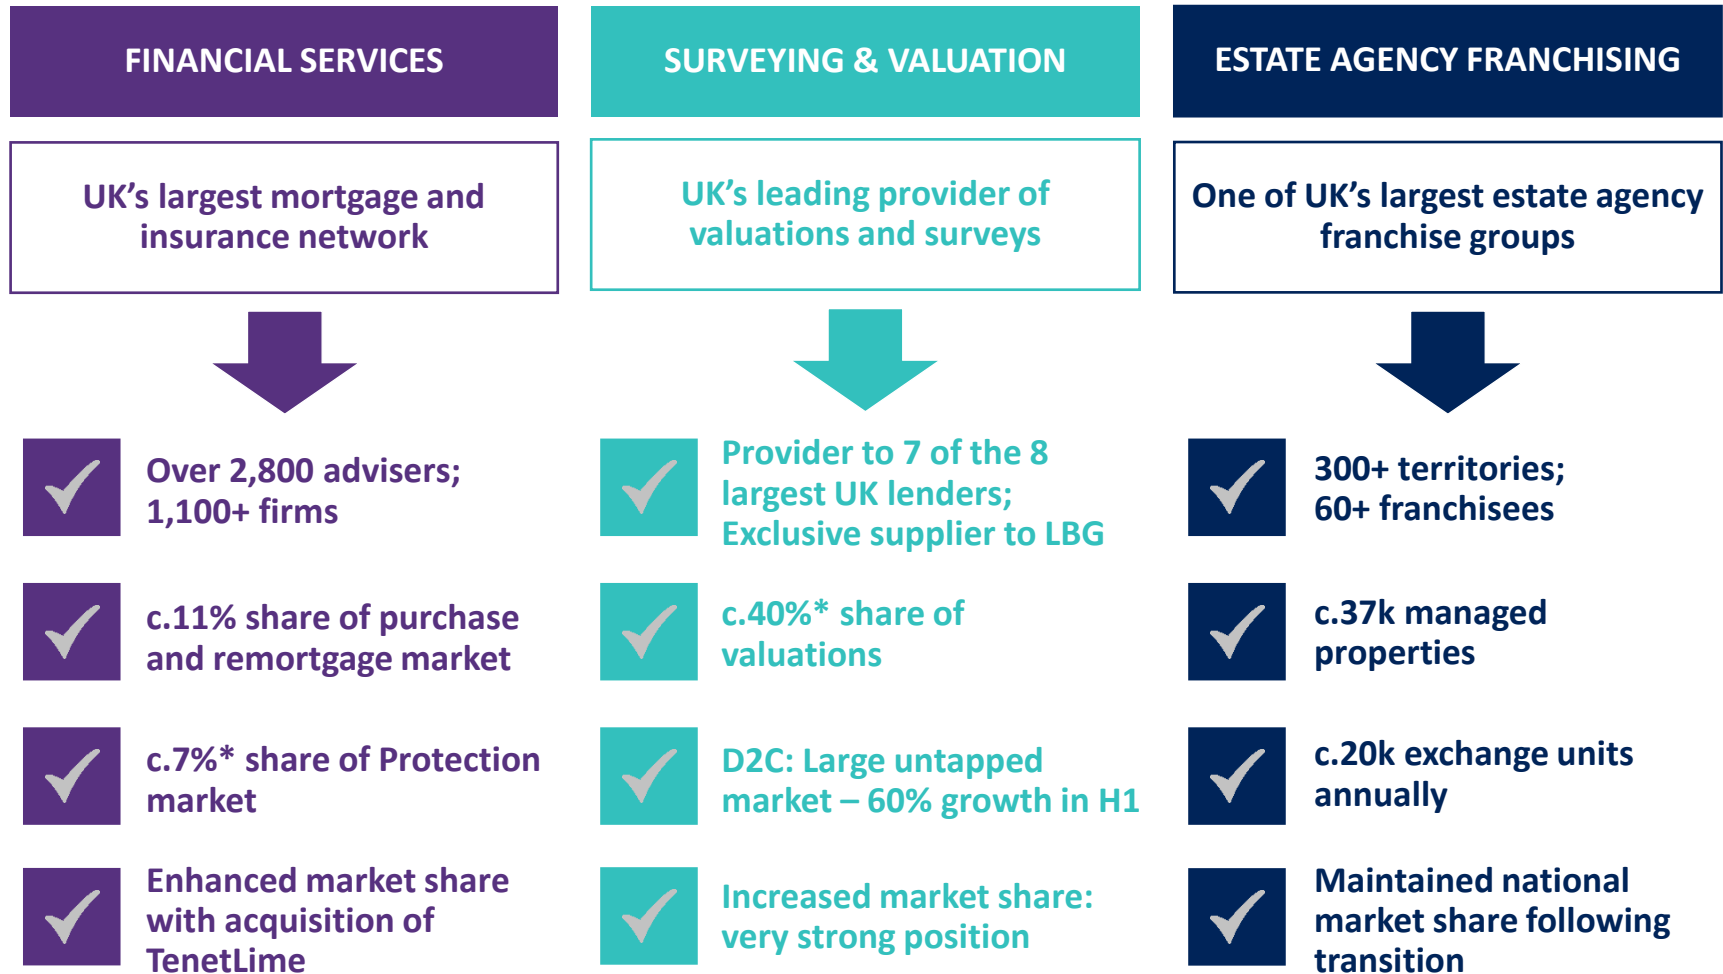 FINANCIAL SERVICES
UK’s largest mortgage and
insurance network
Over 2,800 advisers;
1,100+ firms
c.11% share of purchase
and remortgage market
c.7%* share of Protection
market
Enhanced market share
with acquisition of
TenetLime
SURVEYING & VALUATION
UK’s leading provider of
valuations and surveys
Provider to 7 of the 8
largest UK lenders;
Exclusive supplier to LBG
c.40%* share of
valuations
D2C: Large untapped
market – 60% growth in H1
Increased market share:
very strong position
ESTATE AGENCY FRANCHISING
One of UK’s largest estate agency
franchise groups
300+ territories;
60+ franchisees
c.37k managed
properties
c.20k exchange units
annually
Maintained national
market share following
transition